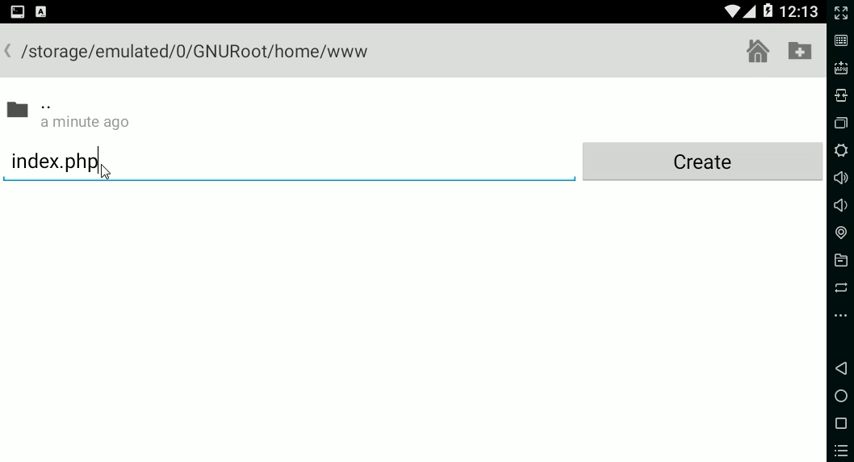 12:13
/storage/emulated/0/GNURoot/home/www
..
a minute ago
index.php
Create